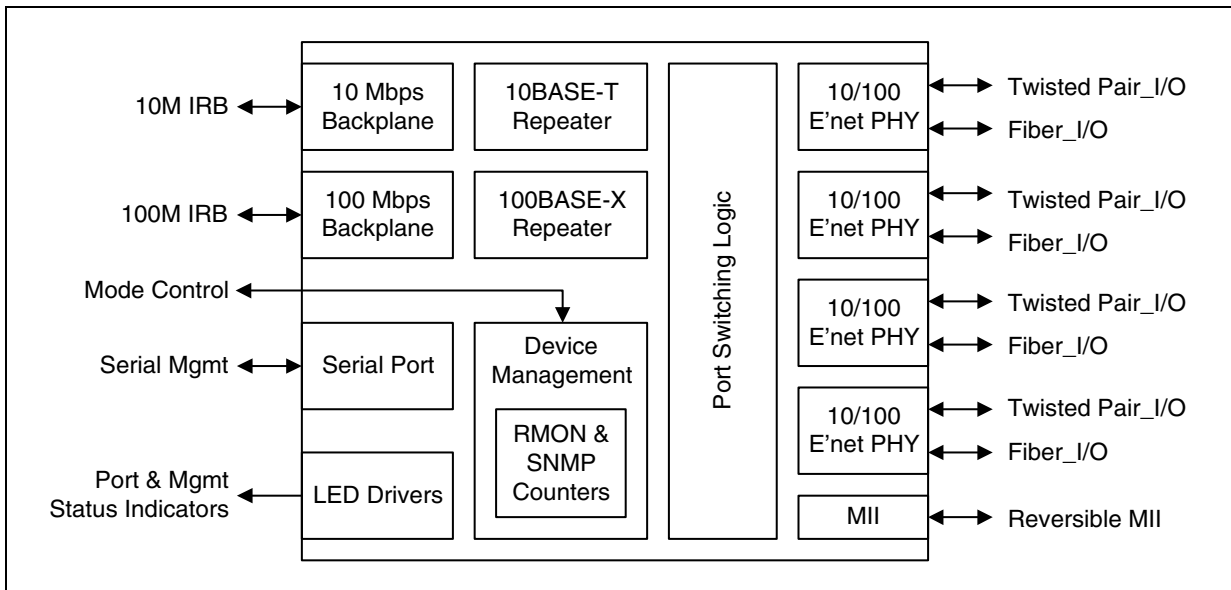 10M IRB
10 Mbps
Backplane
10BASE-T
Repeater
100M IRB
100 Mbps
Backplane
100BASE-X
Repeater
Mode Control
Serial Mgmt
Serial Port
Device
Management
RMON &
SNMP
Counters
Port & Mgmt
Status Indicators
LED Drivers
Port Switching Logic
10/100
E'net PHY
Twisted Pair_I/O
Fiber_I/O
10/100
E'net PHY
Twisted Pair_I/O
Fiber_I/O
10/100
E'net PHY
Twisted Pair_I/O
Fiber_I/O
10/100
E'net PHY
Twisted Pair_I/O
Fiber_I/O
MII
Reversible MII